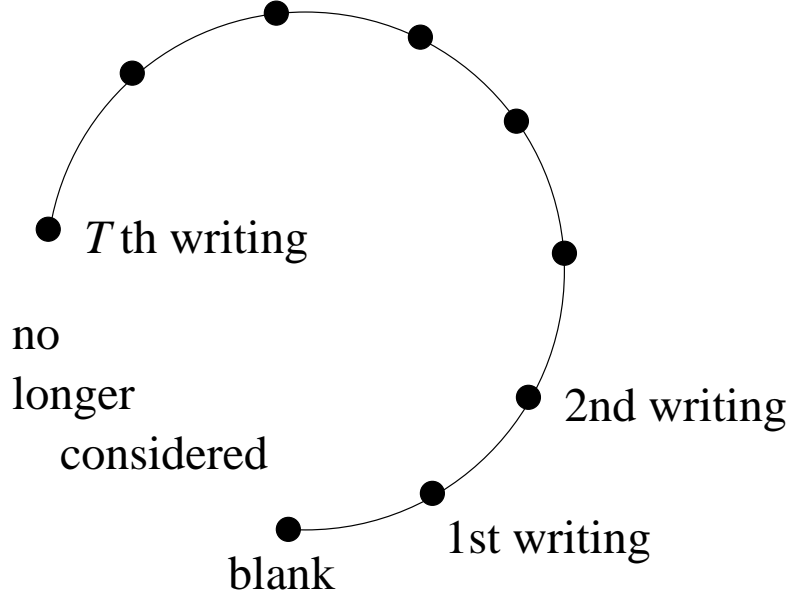 T th writing
no
longer
considered
2nd writing
1st writing
blank